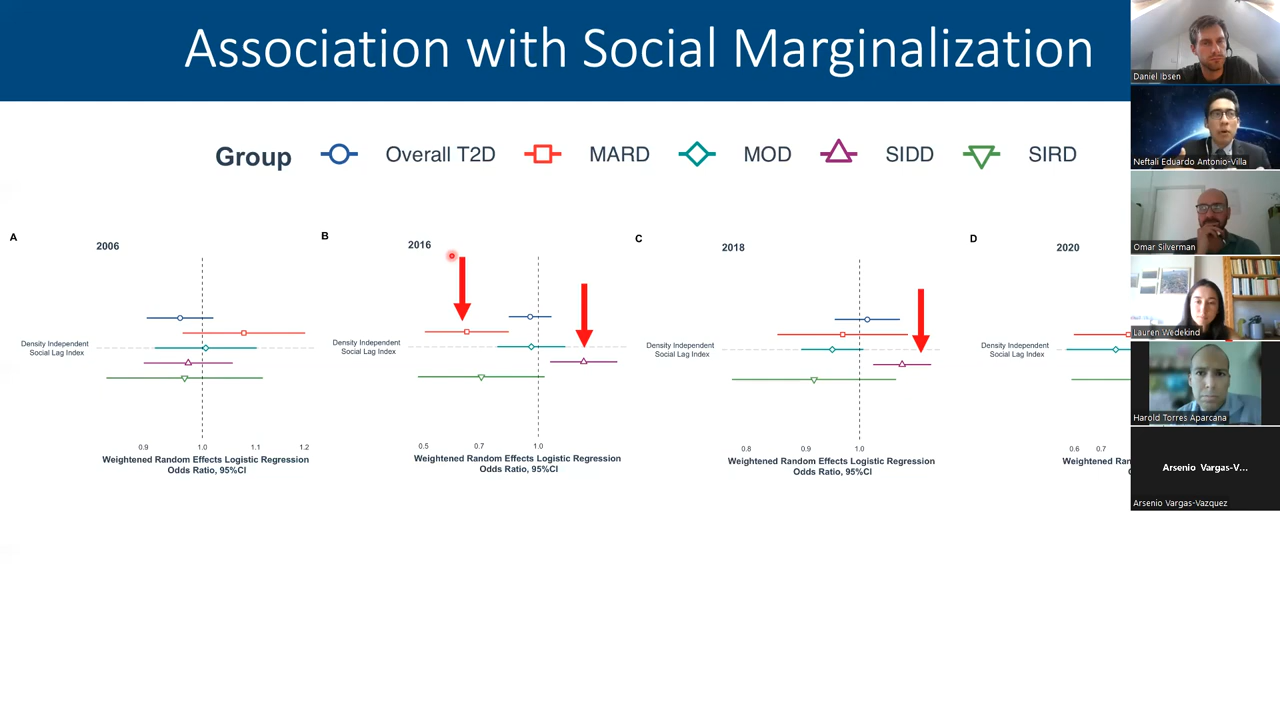 Association with Social Marginalization
Group Overall T2D MARD MOD SIDD SIRD
A
2006
Density Independent
Social Lag Index
0.9 1.0 1.1 1.2
Weighted Random Effects Logistic Regression
Odds Ratio, 95%CI
B
2016
Density Independent
Social Lag Index
0.5 0.7 1.0
Weighted Random Effects Logistic Regression
Odds Ratio, 95%CI
C
2018
Density Independent
Social Lag Index
0.8 0.9 1.0
Weighted Random Effects Logistic Regression
Odds Ratio, 95%CI
D
2020
Density Independent
Social Lag Index
0.6 0.7
Weighted Ran
Daniel Ibsen
Neftali Eduardo Antonio-Villa
Omar Silverman
Lauren Wedekind
Harold Torres Aparcana
Arsenio Vargas-V...
Arsenio Vargas-Vazquez